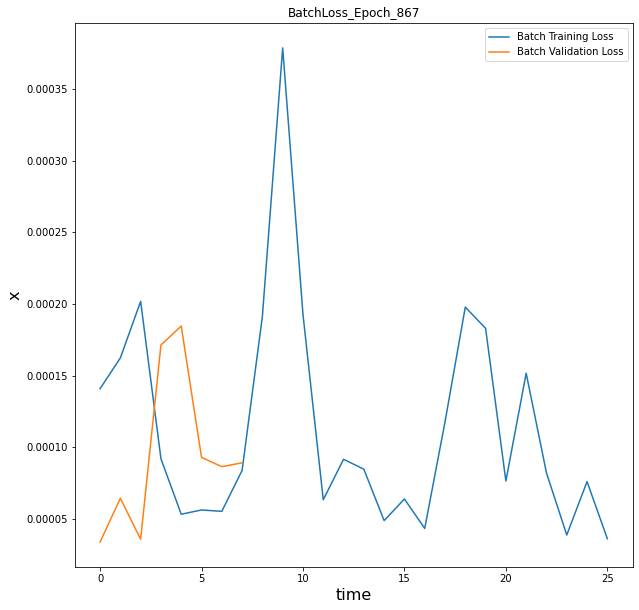 BatchLoss_Epoch_867
Batch Training Loss
Batch Validation Loss
0.00035
0.00030
0.00025
0.00020
0.00015
0.00010
0.00005
x
0 5 10 15 20 25
time